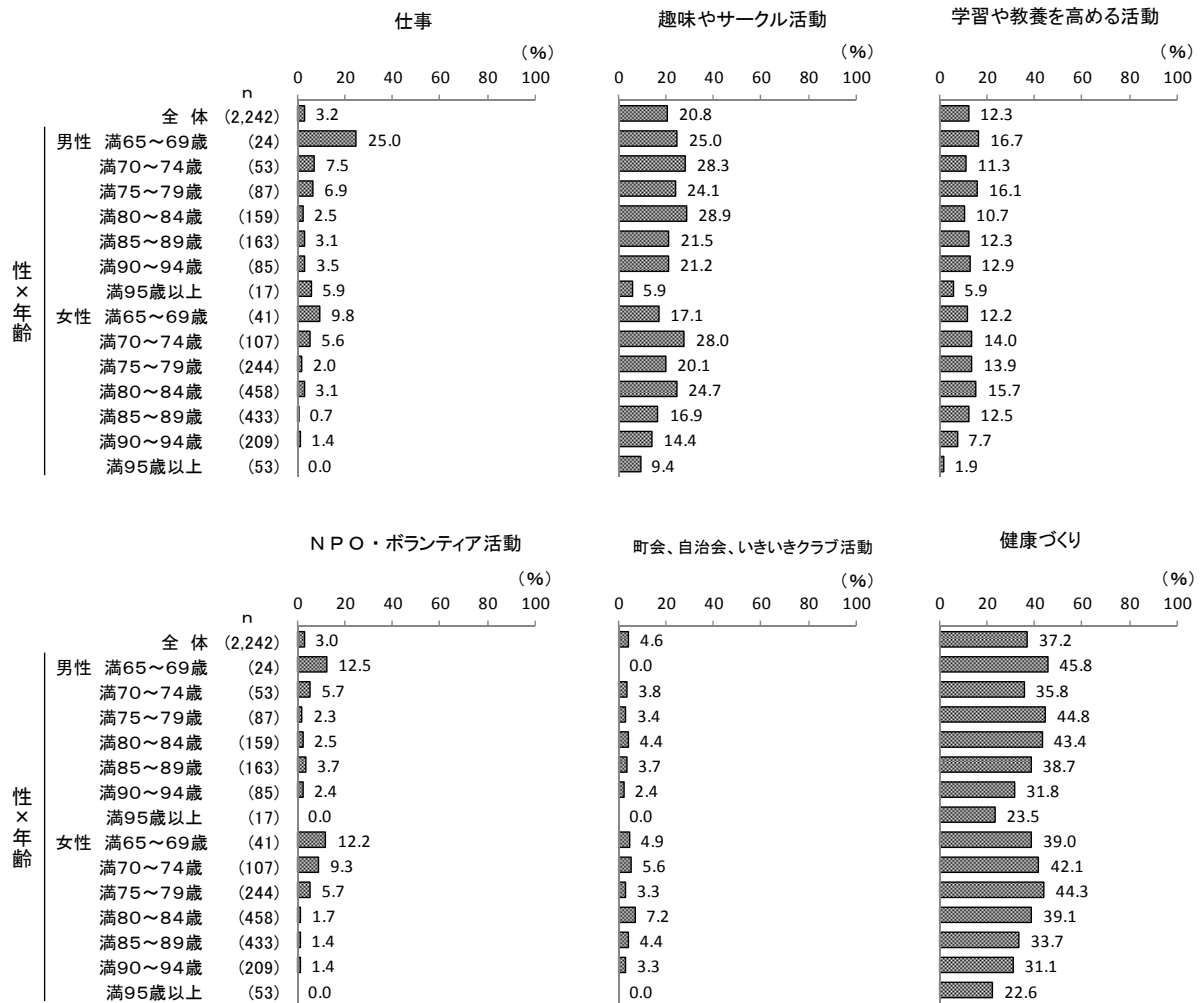 仕事 趣味やサークル活動 学習や教養を高める活動
(%) (%) (%)
0 20 40 60 80 100 0 20 40 60 80 100 0 20 40 60 80 100
n
全 体 (2,242) 3.2 20.8 12.3
男性 満65～69歳 (24) 25.0 25.0 16.7
満70～74歳 (53) 7.5 28.3 11.3
満75～79歳 (87) 6.9 24.1 16.1
満80～84歳 (159) 2.5 28.9 10.7
満85～89歳 (163) 3.1 21.5 12.3
満90～94歳 (85) 3.5 21.2 12.9
満95歳以上 (17) 5.9 5.9 5.9
女性 満65～69歳 (41) 9.8 17.1 12.2
満70～74歳 (107) 5.6 28.0 14.0
満75～79歳 (244) 2.0 20.1 13.9
満80～84歳 (458) 3.1 24.7 15.7
満85～89歳 (433) 0.7 16.9 12.5
満90～94歳 (209) 1.4 14.4 7.7
満95歳以上 (53) 0.0 9.4 1.9
性×年齢
NPO・ボランティア活動 町会、自治会、いきいきクラブ活動 健康づくり
(%) (%) (%)
0 20 40 60 80 100 0 20 40 60 80 100 0 20 40 60 80 100
n
全 体 (2,242) 3.0 4.6 37.2
男性 満65～69歳 (24) 12.5 0.0 45.8
満70～74歳 (53) 5.7 3.8 35.8
満75～79歳 (87) 2.3 3.4 44.8
満80～84歳 (159) 2.5 4.4 43.4
満85～89歳 (163) 3.7 3.7 38.7
満90～94歳 (85) 2.4 2.4 31.8
満95歳以上 (17) 0.0 0.0 23.5
女性 満65～69歳 (41) 12.2 4.9 39.0
満70～74歳 (107) 9.3 5.6 42.1
満75～79歳 (244) 5.7 3.3 44.3
満80～84歳 (458) 1.7 7.2 39.1
満85～89歳 (433) 1.4 4.4 33.7
満90～94歳 (209) 1.4 3.3 31.1
満95歳以上 (53) 0.0 0.0 22.6
性×年齢